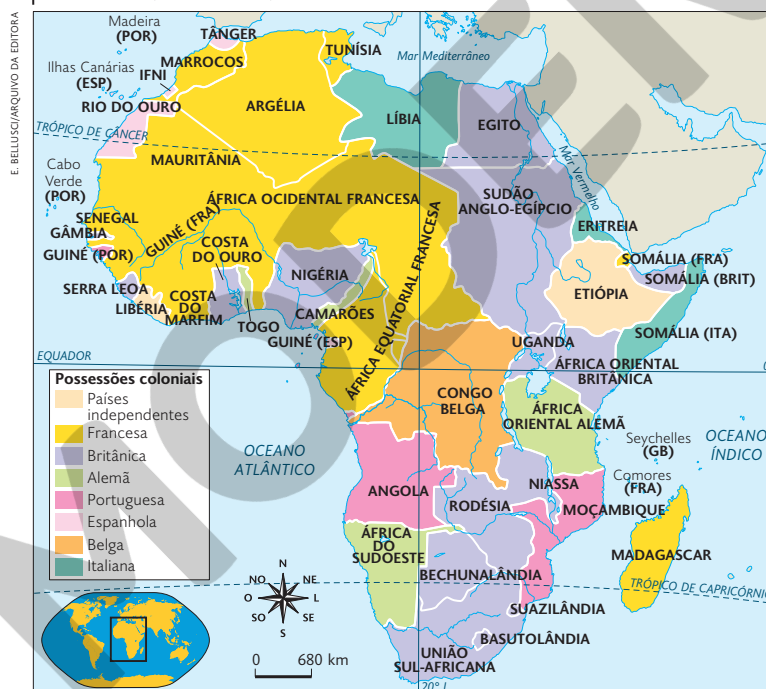 E. BELLUSCI/ARQUIVO DA EDITORA
Madeira
(POR)
TÂNGER
TUNÍSIA
MARROCOS
Mar Mediterrâneo
Ilhas Canárias
(ESP)
IFNI
RIO DO OURO
ARGÉLIA
LÍBIA
EGITO
TRÓPICO DE CÂNCER
MAURITÂNIA
Mar Vermelho
Cabo
Verde
(POR)
ÁFRICA OCIDENTAL FRANCESA
SUDÃO
ANGLO-EGÍPCIO
SENEGAL
GÂMBIA
GUINÉ (FRA)
ERITREIA
GUINÉ (POR)
COSTA
DO OURO
ÁFRICA EQUATORIAL FRANCESA
SOMÁLIA (FRA)
NIGÉRIA
SOMÁLIA (BRIT)
SERRA LEOA
ETIÓPIA
LIBÉRIA
COSTA
DO
MARFIM
CAMARÕES
TOGO
GUINÉ (ESP)
UGANDA
SOMÁLIA (ITA)
EQUADOR
0
ÁFRICA ORIENTAL
BRITÂNICA
Possessões coloniais
Países
independentes
Francesa
Britânica
Alemã
Portuguesa
Espanhola
Belga
Italiana
CONGO
BELGA
ÁFRICA
ORIENTAL ALEMÃ
OCEANO
ATLÂNTICO
Seychelles
(GB)
OCEANO
ÍNDICO
Comores
(FRA)
ANGOLA
NIASSA
RODÉSIA
MOÇAMBIQUE
ÁFRICA
DO
SUDOESTE
MADAGASCAR
BECHUNALÂNDIA
TRÓPICO DE CAPRICÓRNIO
N
NO
NE
O
L
SO
SE
S
SUAZILÂNDIA
BASUTOLÂNDIA
UNIÃO
SUL-AFRICANA
0
680 km
20° L